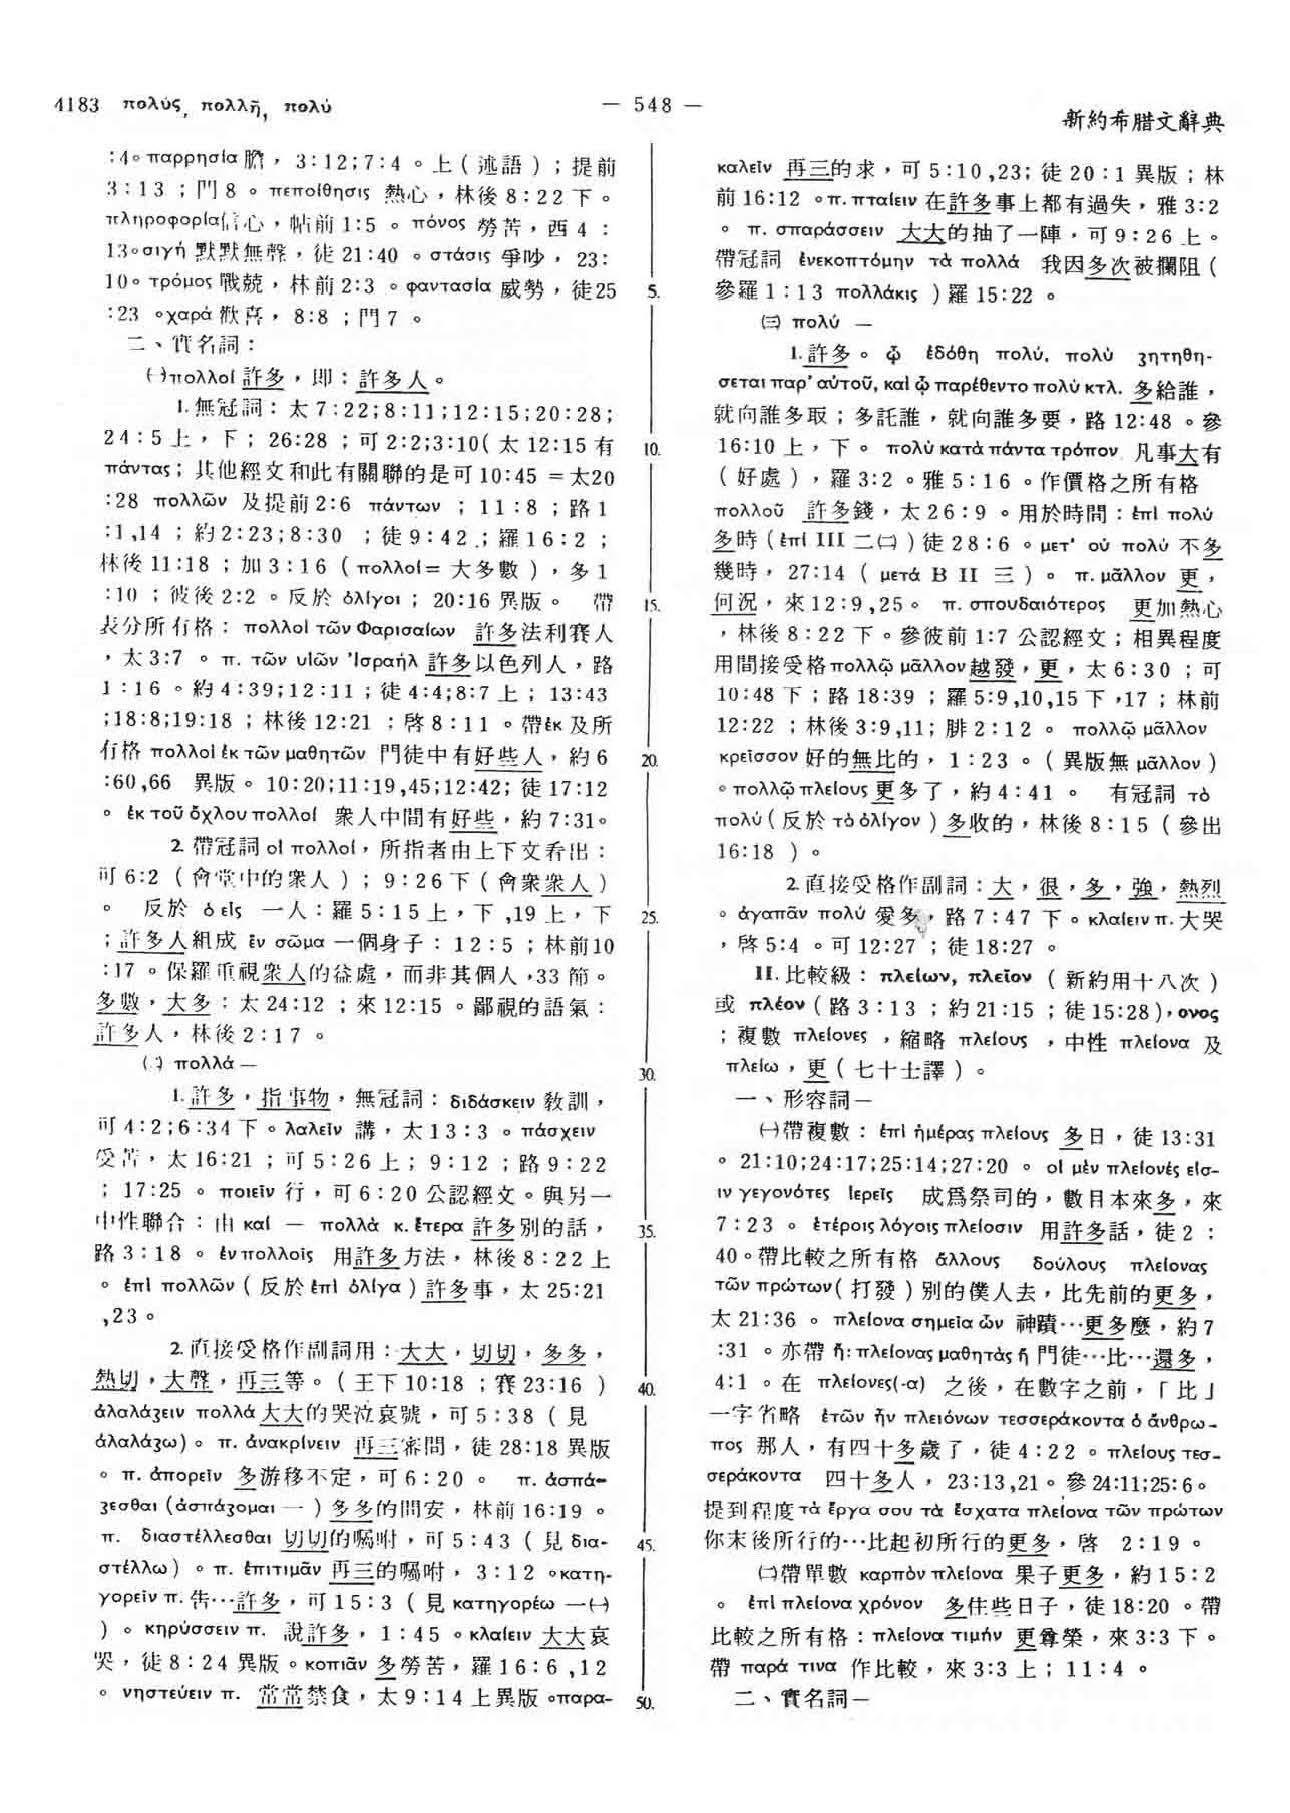 4183 πολύς, πολλῆ, πολύ
— 548 —
新約希腊文辭典
:4。παρρησία膽，3:12;7:4。上(述語)；提前
3:13；門8。πεποίθησις 熱心，林後8:22下。
πληροφορία信心，帖前1:5。πόνος 勞苦，西4：
13。σιγή 默默無聲，徒21:40。στάσις 爭吵，23:
10。τρόμος 戰兢，林前2:3。φαντασία 威勢，徒25
:23。χαρά 歡喜，8:8；門7。
二、實名詞：
㈠πολλοί 許多，即：許多人。
1.無冠詞：太7:22;8:11;12:15;20:28;
24:5上，下；26:28；可2:2;3:10(太12:15有
πάντας；其他經文和此有關聯的是可10:45＝太20
:28 πολλῶν 及提前2:6 πάντων；11:8；路1
:1,14；約2:23;8:30；徒9:42；羅16:2；
林後11:18；加3:16(πολλοί＝大多數)，多1
:10；彼後2:2。反於 ὀλίγοι；20:16異版。 帶
表分所有格：πολλοὶ τῶν Φαρισαίων 許多法利賽人
，太3:7。π. τῶν υἱῶν Ἰσραήλ 許多以色列人，路
1:16。約4:39;12:11；徒4:4;8:7上；13:43
;18:8;19:18；林後12:21；啓8:11。帶ἐκ及所
有格 πολλοὶ ἐκ τῶν μαθητῶν 門徒中有好些人，約6
:60,66 異版。10:20;11:19,45;12:42；徒17:12
。ἐκ τοῦ ὄχλου πολλοί 衆人中間有好些，約7:31。
2.帶冠詞 οἱ πολλοί，所指者由上下文看出：
可6:2(會堂中的衆人)；9:26下(會衆衆人)
。 反於 ὁ εἷς 一人：羅5:15上，下,19上，下
；許多人組成 ἓν σῶμα 一個身子：12:5；林前10
:17。保羅重視衆人的益處，而非其個人，33節。
多數，大多：太24:12；來12:15。鄙視的語氣：
許多人，林後2:17。
㈡ πολλά—
1.許多，指事物，無冠詞：διδάσκειν 敎訓，
可4:2;6:34下。λαλεῖν 講，太13:3。πάσχειν
受苦，太16:21；可5:26上；9:12；路9:22
；17:25。ποιεῖν 行，可6:20公認經文。與另一
中性聯合：由 καί — πολλὰ κ. ἕτερα 許多別的話，
路3:18。ἐν πολλοῖς 用許多方法，林後8:22上
。ἐπὶ πολλῶν(反於ἐπὶ ὀλίγα)許多事，太25:21
,23。
2.直接受格作副詞用：大大，切切，多多，
熱切，大聲，再三等。(王下10:18；賽23:16)
ἀλαλάζειν πολλά 大大的哭泣哀號，可5:38(見
ἀλαλάζω)。π. ἀνακρίνειν 再三審問，徒28:18異版
。π. ἀπορεῖν 多游移不定，可6:20。 π. ἀσπά-
ζεσθαι (ἀσπάζομαι 一)多多的問安，林前16:19。
π. διαστέλλεσθαι 切切的囑咐，可5:43(見 δια-
στέλλω)。π. ἐπιτιμᾶν 再三的囑咐，3:12。κατη-
γορεῖν π. 告…許多，可15:3(見 κατηγορέω 一㈠
)。κηρύσσειν π. 說許多，1:45。κλαίειν 大大哀
哭，徒8:24異版。κοπιᾶν 多勞苦，羅16:6,12
。νηστεύειν π. 常常禁食，太9:14上異版。παρα-
5.
10.
15.
20.
25.
30.
35.
40.
45.
50.
καλεῖν 再三的求，可5:10,23；徒20:1異版；林
前16:12。π. πταίειν 在許多事上都有過失，雅3:2
。 π. σπαράσσειν 大大的抽了一陣，可9:26上。
帶冠詞 ἐνεκοπτόμην τὰ πολλά 我因多次被攔阻(
參羅1:13 πολλάκις)羅15:22。
㈢ πολύ —
1.許多。ᾧ ἐδόθη πολύ, πολὺ ζητηθή-
σεται παρ' αὐτοῦ, καὶ ᾧ παρέθεντο πολὺ κτλ. 多給誰，
就向誰多取；多託誰，就向誰多要，路12:48。參
16:10上，下。πολὺ κατὰ πάντα τρόπον 凡事大有
(好處)，羅3:2。雅5:16。作價格之所有格
πολλοῦ 許多錢，太26:9。用於時間：ἐπὶ πολύ
多時(ἐπί III 二㈡)徒28:6。μετ' οὐ πολύ 不多
幾時，27:14(μετά B II 三)。 π. μᾶλλον 更，
何況，來12:9,25。π. σπουδαιότερος 更加熱心
，林後8:22下。參彼前1:7公認經文；相異程度
用間接受格πολλῷ μᾶλλον越發，更，太6:30；可
10:48下；路18:39；羅5:9,10,15下,17；林前
12:22；林後3:9,11；腓2:12。 πολλῷ μᾶλλον
κρεῖσσον 好的無比的，1:23。(異版無μᾶλλον)
。πολλῷ πλείους 更多了，約4:41。 有冠詞 τὸ
πολύ(反於τὸ ὀλίγον)多收的，林後8:15(參出
16:18)。
2.直接受格作副詞：大，很，多，強，熱烈
。ἀγαπᾶν πολύ 愛多，路7:47下。κλαίειν π. 大哭
，啓5:4。可12:27；徒18:27。
II.比較級：πλείων, πλεῖον(新約用十八次)
或 πλέον(路3:13；約21:15；徒15:28)，ονος
；複數 πλείονες，縮略 πλείους，中性 πλείονα 及
πλείω，更(七十士譯)。
一、形容詞—
㈠帶複數：ἐπὶ ἡμέρας πλείους 多日，徒13:31
。21:10;24:17;25:14;27:20。οἱ μὲν πλείονές εἰσ-
ιν γεγονότες ἱερεῖς 成爲祭司的，數目本來多，來
7:23。ἑτέροις λόγοις πλείοσιν 用許多話，徒2：
40。帶比較之所有格 ἄλλους δούλους πλείονας
τῶν πρώτων(打發)別的僕人去，比先前的更多，
太21:36。πλείονα σημεῖα ὧν 神蹟…更多麼，約7
:31。亦帶 ἤ: πλείονας μαθητὰς ἤ 門徒…比…還多，
4:1。在 πλείονες(-α) 之後，在數字之前，「比」
一字省略 ἐτῶν ἦν πλειόνων τεσσεράκοντα ὁ ἄνθρω-
πος 那人，有四十多歲了，徒4:22。πλείους τεσ-
σεράκοντα 四十多人，23:13,21。參24:11;25:6。
提到程度 τὰ ἔργα σου τὰ ἔσχατα πλείονα τῶν πρώτων
你末後所行的…比起初所行的更多，啓 2:19。
㈡帶單數 καρπὸν πλείονα 果子更多，約15:2
。 ἐπὶ πλείονα χρόνον 多住些日子，徒18:20。帶
比較之所有格：πλείονα τιμήν 更尊榮，來3:3下。
帶 παρά τινα 作比較，來3:3上；11:4。
二、實名詞—